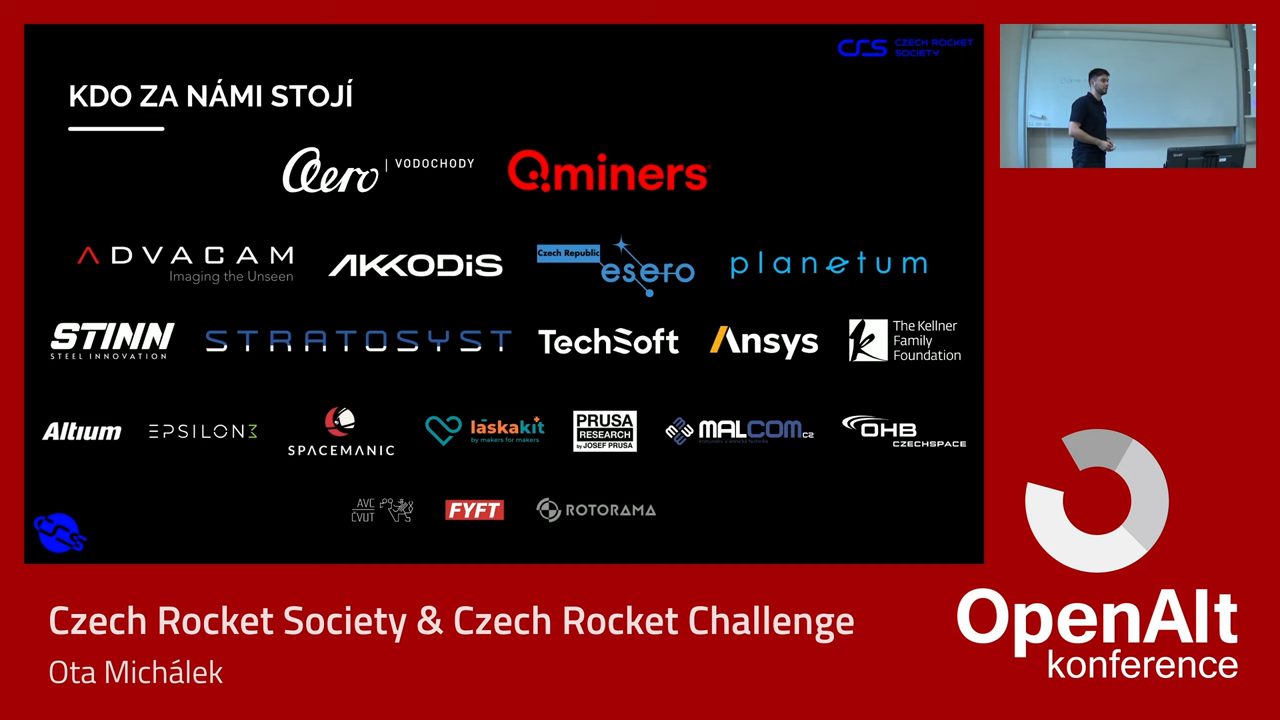 CZECH ROCKET
SOCIETY
KDO ZA NÁMI STOJÍ
aero VODOCHODY
Qminers
ADVACAM
Imaging the Unseen
AKKODIS
Czech Republic
esero
planetum
STINN
STEEL INNOVATION
STRATOSYST
TechSoft
Ansys
The Kellner
Family
Foundation
Altium
EPSILON3
SPACEMANIC
láskakit
by makers for makers
PRUSA
RESEARCH
by JOSEF PRUSA
MALCOM.CZ
OHB
CZECHSPACE
AVC
ČVUT
FYFT
ROTORAMA
Czech Rocket Society & Czech Rocket Challenge
Ota Michálek
OpenAlt
konference